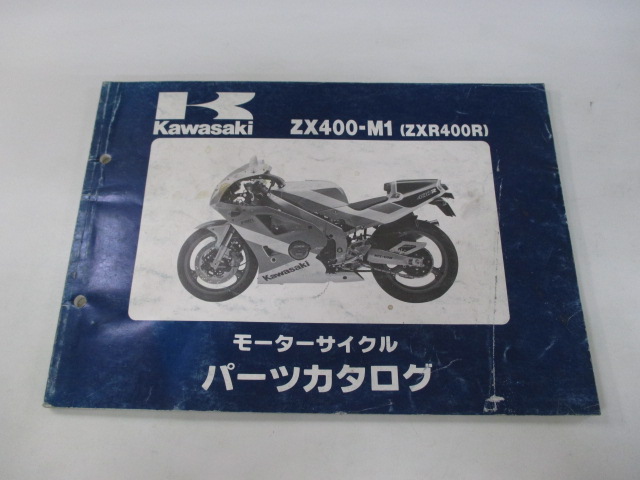 Kawasaki
ZX400-M1 (ZXR400R)
Kawasaki
モーターサイクル
パーツカタログ